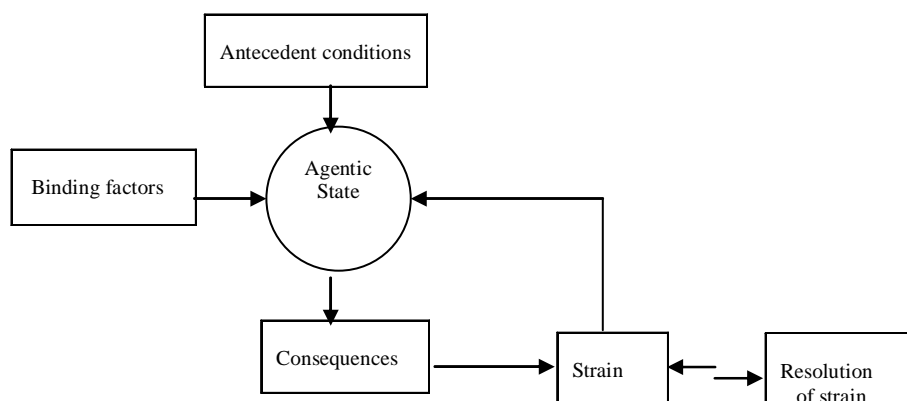 Antecedent conditions
Agentic
State
Binding factors
Consequences
Strain
Resolution
of strain